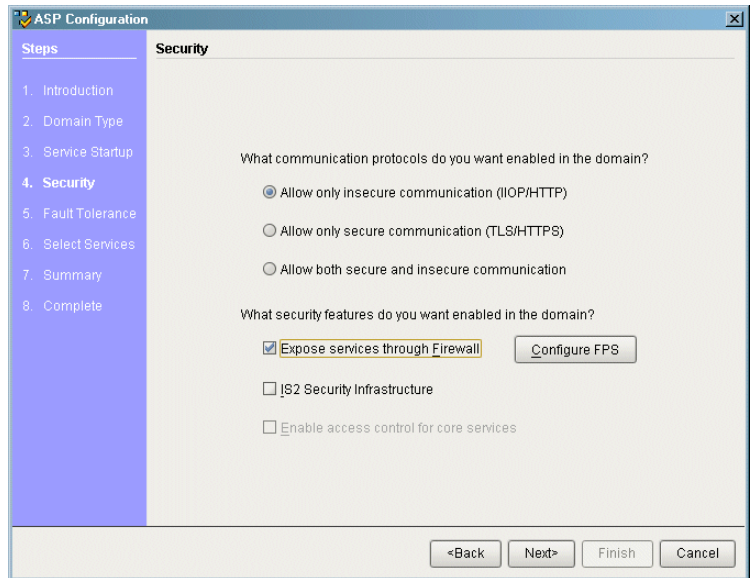 ASP Configuration
Steps
1. Introduction
2. Domain Type
3. Service Startup
4. Security
5. Fault Tolerance
6. Select Services
7. Summary
8. Complete
Security
What communication protocols do you want enabled in the domain?
Allow only insecure communication (IIOP/HTTP)
Allow only secure communication (TLS/HTTPS)
Allow both secure and insecure communication
What security features do you want enabled in the domain?
Expose services through Firewall
Configure FPS
IS2 Security Infrastructure
Enable access control for core services
<Back
Next>
Finish
Cancel